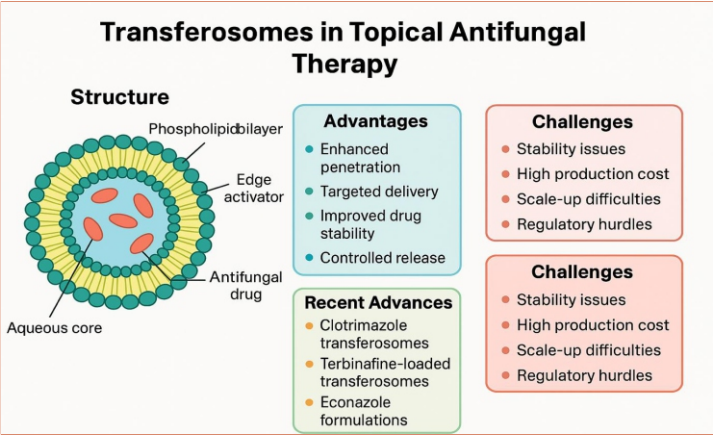 Transferosomes in Topical Antifungal
Therapy
Structure
Phospholipidbilayer
Edge
activator
Antifungal
drug
Aqueous core
Advantages
Enhanced
penetration
Targeted delivery
Improved drug
stability
Controlled release
Recent Advances
Clotrimazole
transferosomes
Terbinafine-loaded
transferosomes
Econazole
formulations
Challenges
Stability issues
High production cost
Scale-up difficulties
Regulatory hurdles
Challenges
Stability issues
High production cost
Scale-up difficulties
Regulatory hurdles